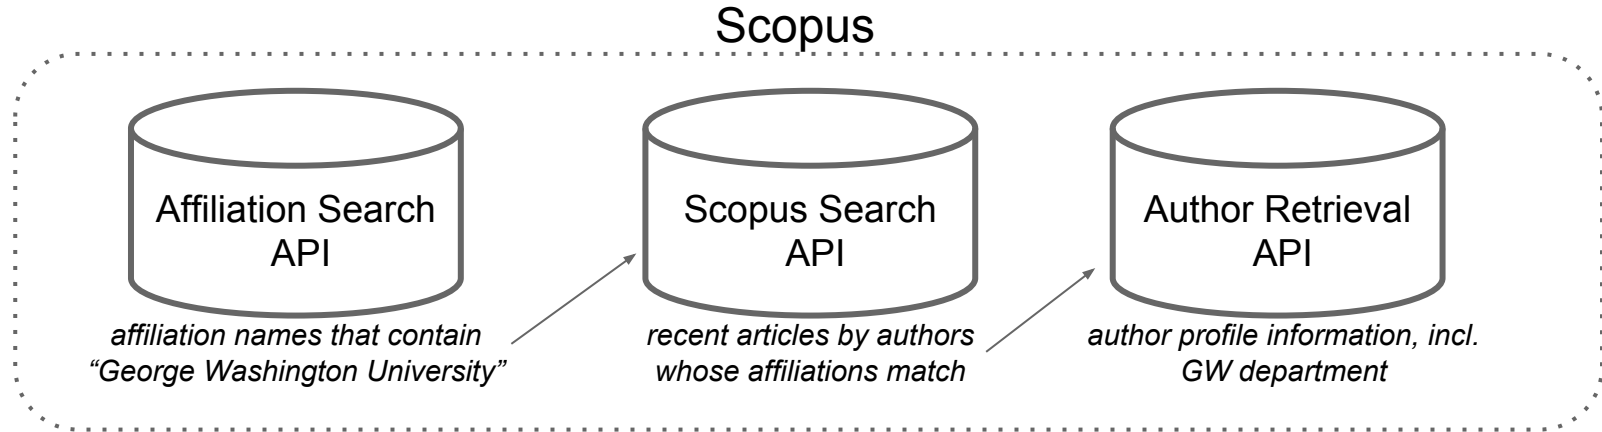 Scopus
Affiliation Search
API
Scopus Search
API
Author Retrieval
API
affiliation names that contain
“George Washington University”
recent articles by authors
whose affiliations match
author profile information, incl.
GW department